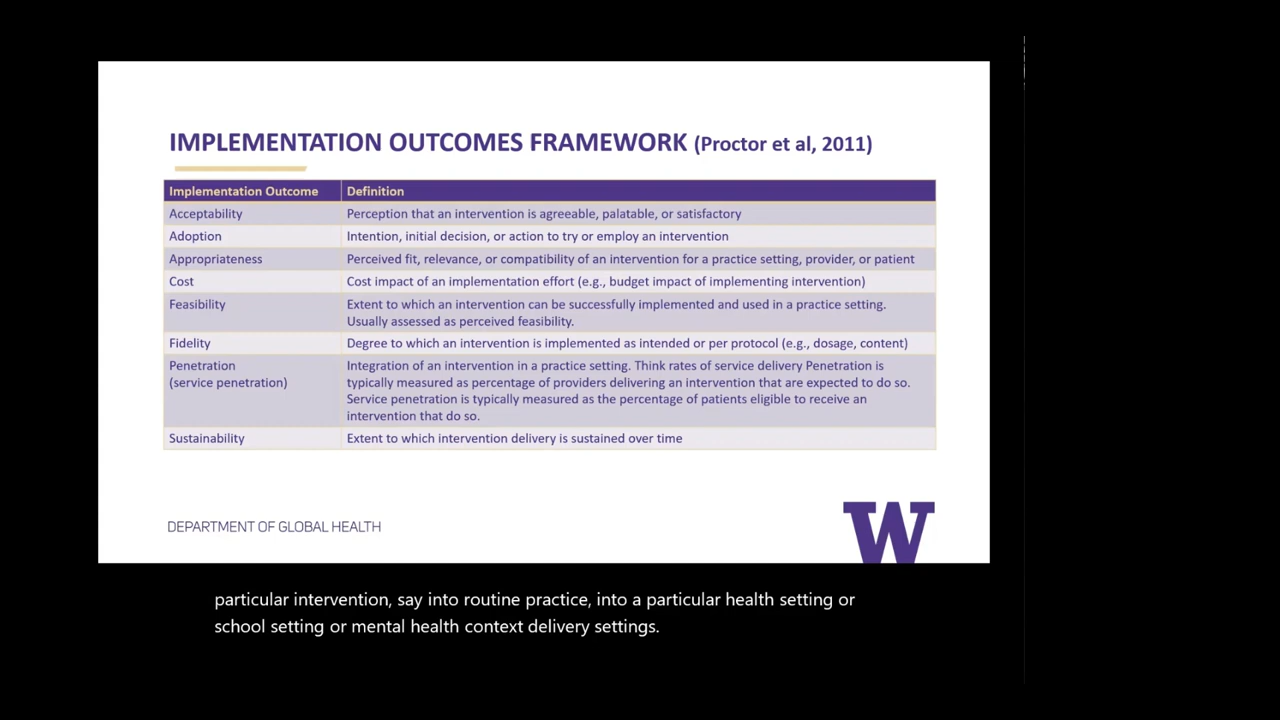 IMPLEMENTATION OUTCOMES FRAMEWORK (Proctor et al, 2011)
Implementation Outcome Definition
Acceptability Perception that an intervention is agreeable, palatable, or satisfactory
Adoption Intention, initial decision, or action to try or employ an intervention
Appropriateness Perceived fit, relevance, or compatibility of an intervention for a practice setting, provider, or patient
Cost Cost impact of an implementation effort (e.g., budget impact of implementing intervention)
Feasibility Extent to which an intervention can be successfully implemented and used in a practice setting.
Usually assessed as perceived feasibility.
Fidelity Degree to which an intervention is implemented as intended or per protocol (e.g., dosage, content)
Penetration Integration of an intervention in a practice setting. Think rates of service delivery Penetration is
(service penetration) typically measured as percentage of providers delivering an intervention that are expected to do so.
Service penetration is typically measured as the percentage of patients eligible to receive an
intervention that do so.
Sustainability Extent to which intervention delivery is sustained over time
DEPARTMENT OF GLOBAL HEALTH
W
particular intervention, say into routine practice, into a particular health setting or
school setting or mental health context delivery settings.